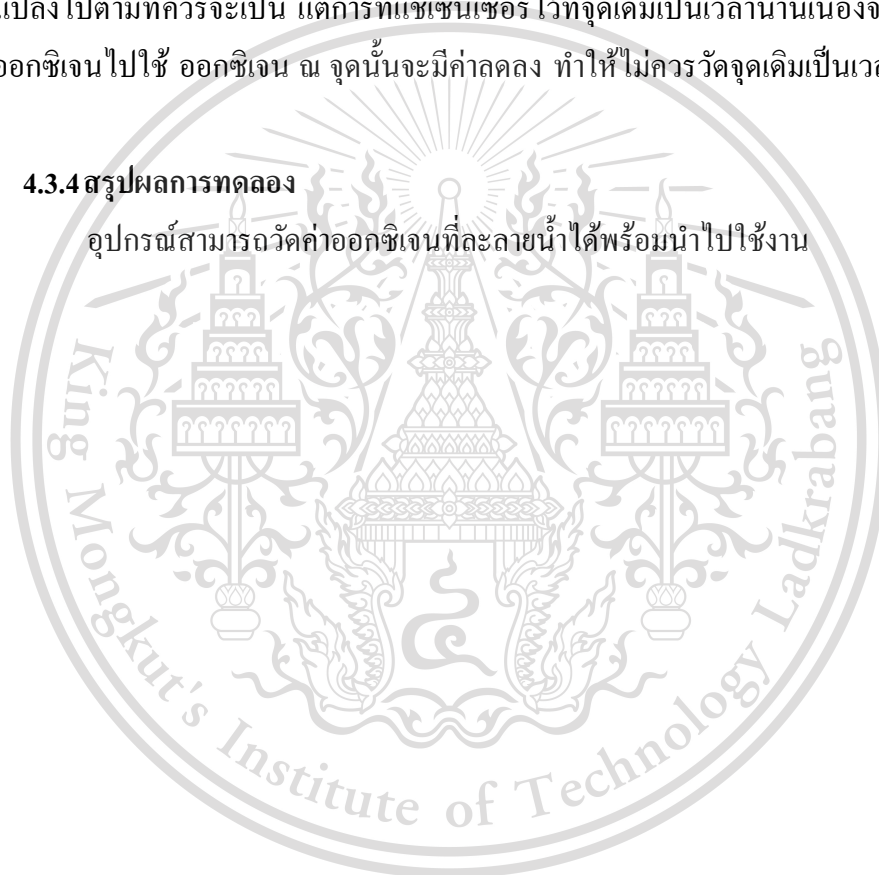 แปลงไปตามที่ควรจะเป็น แต่การที่แช่เซ็นเซอร์ไว้ที่จุดเดิมเป็นเวลานานเนื่องจ
ออกซิเจนไปใช้ ออกซิเจน ณ จุดนั้นจะมีค่าลดลง ทำให้ไม่ควรวัดจุดเดิมเป็นเวล
4.3.4 สรุปผลการทดลอง
อุปกรณ์สามารถวัดค่าออกซิเจนที่ละลายน้ำได้พร้อมนำไปใช้งาน
King Mongkut's Institute of Technology Ladkrabang